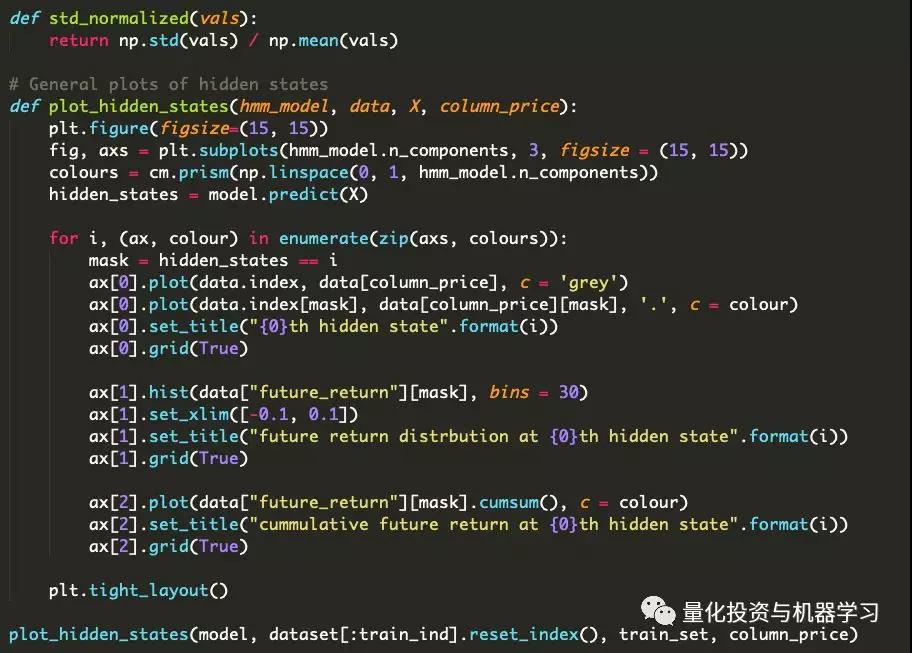 def std_normalized(vals):
    return np.std(vals) / np.mean(vals)

# General plots of hidden states
def plot_hidden_states(hmm_model, data, X, column_price):
    plt.figure(figsize=(15, 15))
    fig, axs = plt.subplots(hmm_model.n_components, 3, figsize = (15, 15))
    colours = cm.prism(np.linspace(0, 1, hmm_model.n_components))
    hidden_states = model.predict(X)

    for i, (ax, colour) in enumerate(zip(axs, colours)):
        mask = hidden_states == i
        ax[0].plot(data.index, data[column_price], c = 'grey')
        ax[0].plot(data.index[mask], data[column_price][mask], '.', c = colour)
        ax[0].set_title("{0}th hidden state".format(i))
        ax[0].grid(True)

        ax[1].hist(data["future_return"][mask], bins = 30)
        ax[1].set_xlim([-0.1, 0.1])
        ax[1].set_title("future return distrbution at {0}th hidden state".format(i))
        ax[1].grid(True)

        ax[2].plot(data["future_return"][mask].cumsum(), c = colour)
        ax[2].set_title("cummulative future return at {0}th hidden state".format(i))
        ax[2].grid(True)

    plt.tight_layout()
量化投资与机器学习
plot_hidden_states(model, dataset[:train_ind].reset_index(), train_set, column_price)